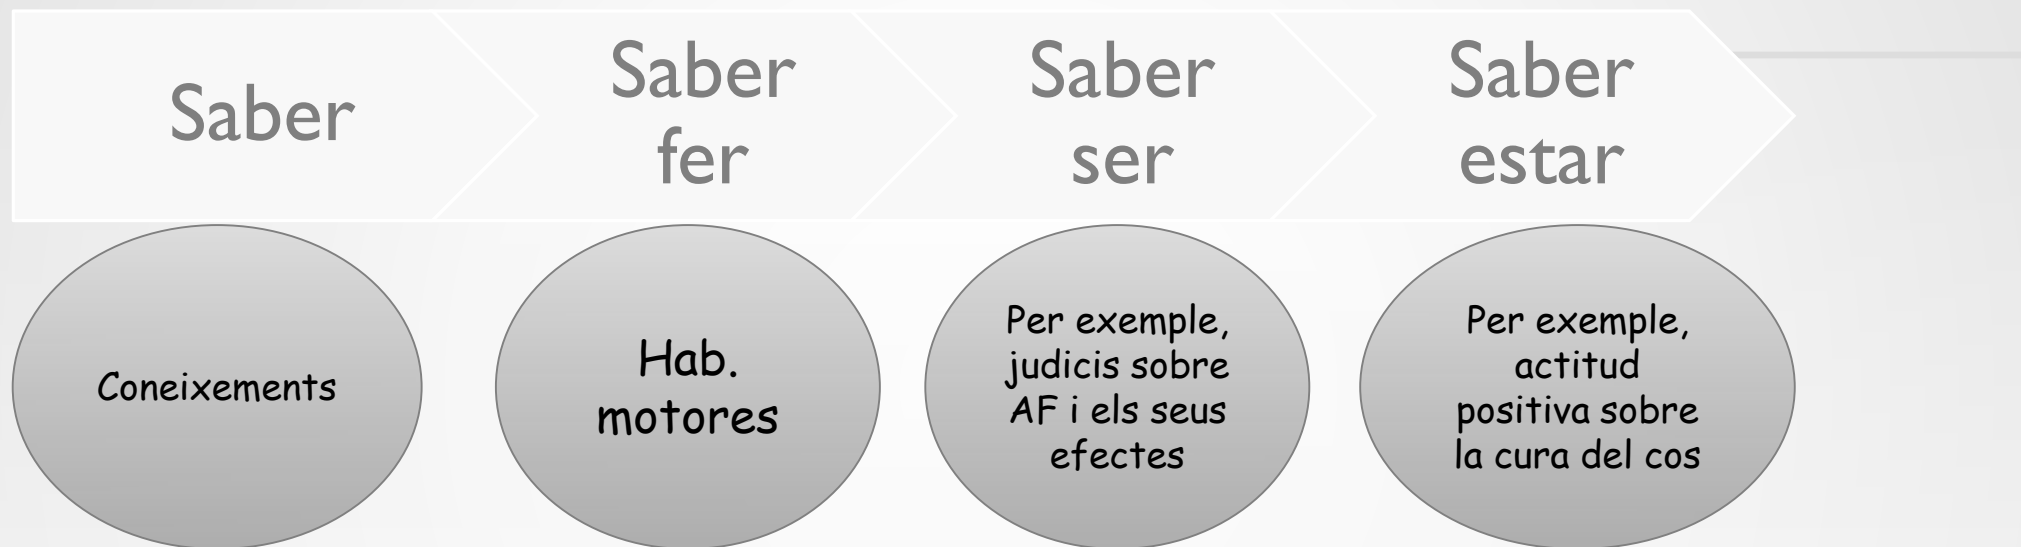 Saber
Saber
fer
Saber
ser
Saber
estar
Coneixements
Hab.
motores
Per exemple,
judicis sobre
AF i els seus
efectes
Per exemple,
actitud
positiva sobre
la cura del cos